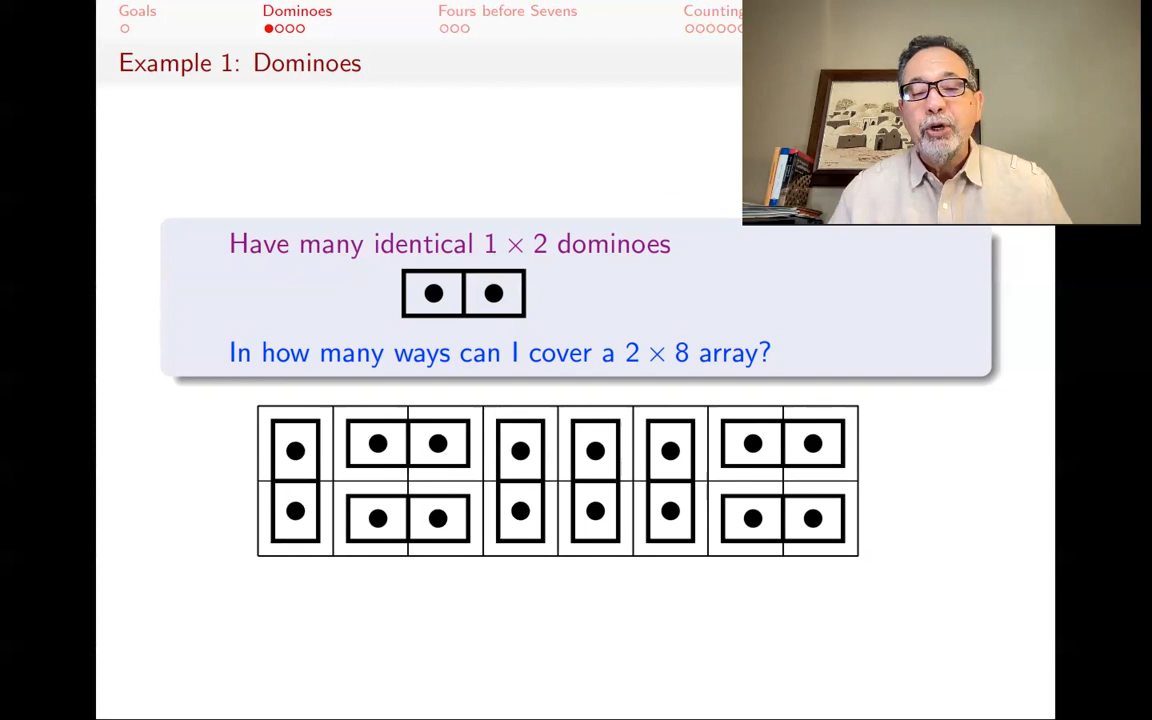 Goals Dominoes Fours before Sevens Counting
Example 1: Dominoes
Have many identical 1 × 2 dominoes
In how many ways can I cover a 2 × 8 array?